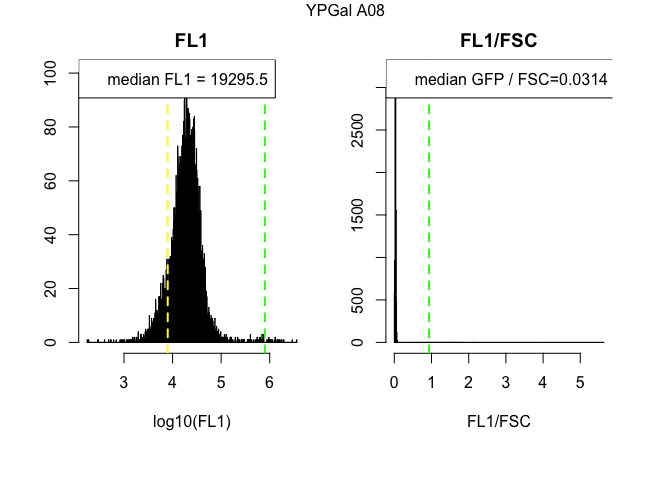 YPGal A08
FL1
median FL1 = 19295.5
0 20 40 60 80 100
3 4 5 6
log10(FL1)
FL1/FSC
median GFP / FSC=0.0314
0 500 1500 2500
0 1 2 3 4 5
FL1/FSC